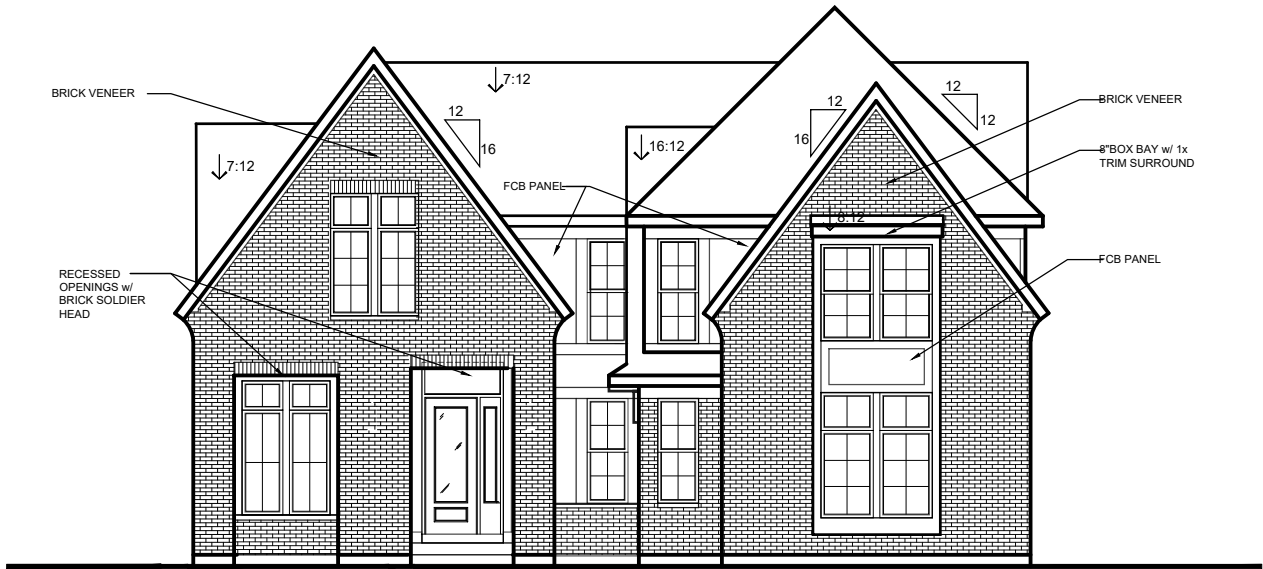 7:12
12
16
BRICK VENEER
7:12
16:12
12
16
12
12
BRICK VENEER
8"BOX BAY w/ 1x
TRIM SURROUND
FCB PANEL
8:12
RECESSED
OPENINGS w/
BRICK SOLDIER
HEAD
FCB PANEL